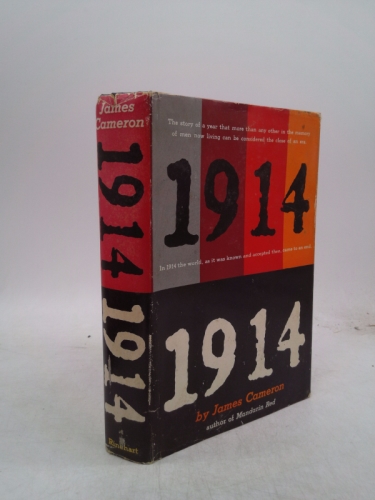 James
Cameron
1914
1914
Rinehart
The story of a year that more than any other in the memory
of man now living can be considered the close of an era.
1914
In 1914 the world, as it was known and accepted then, came to an end.
1914
by James Cameron
author of Mandarin Red